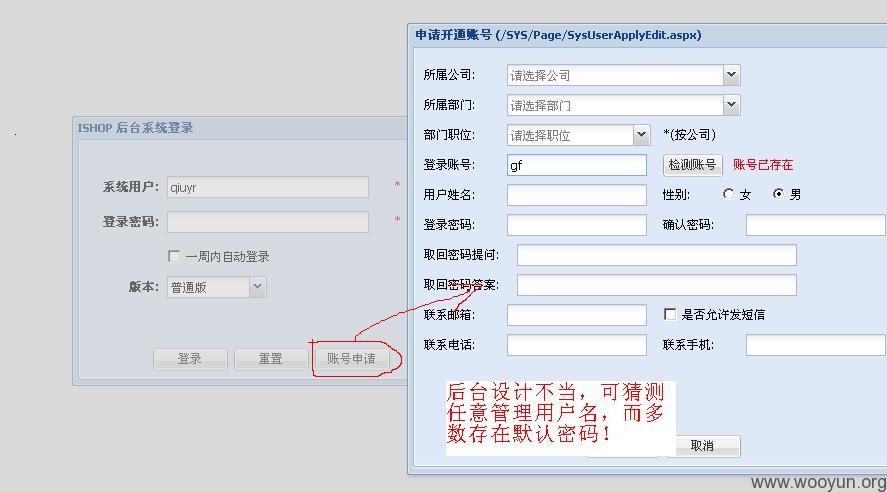 申请开通账号 (/SYS/Page/SysUserApplyEdit.aspx)
所属公司: 请选择公司
所属部门: 请选择部门
部门职位: 请选择职位 *(按公司)
登录账号: gf 检测账号 账号已存在
用户姓名: 性别: 女 男
登录密码: 确认密码:
取回密码提问:
取回密码答案:
联系邮箱: 是否允许发短信
联系电话: 联系手机:
取消
ISHOP 后台系统登录
系统用户: qiuyr *
登录密码: *
一周内自动登录
版本: 普通版
登录 重置 账号申请
后台设计不当，可猜测
任意管理用户名，而多
数存在默认密码！
www.wooyun.org